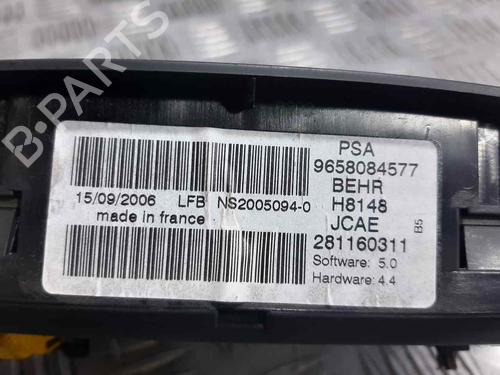 B-PARTS
PSA
9658084577
BEHR
H8148
JCAE
281160311
B5
Software: 5.0
Hardware: 4.4
15/09/2006 LFB NS2005094-0
made in france